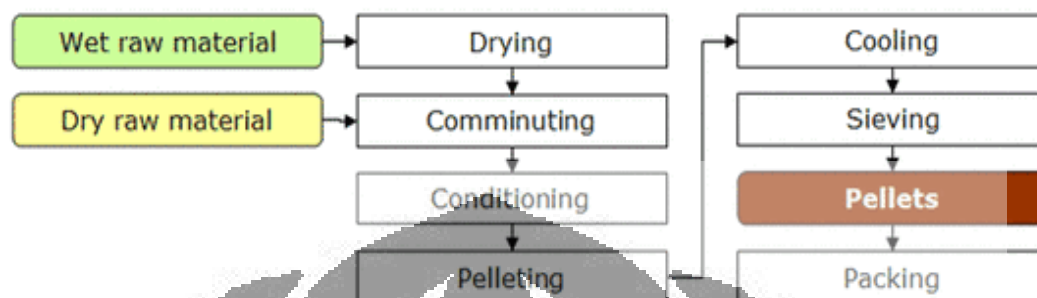 Wet raw material
Drying
Cooling
Dry raw material
Comminuting
Sieving
Conditioning
Pellets
Pelleting
Packing